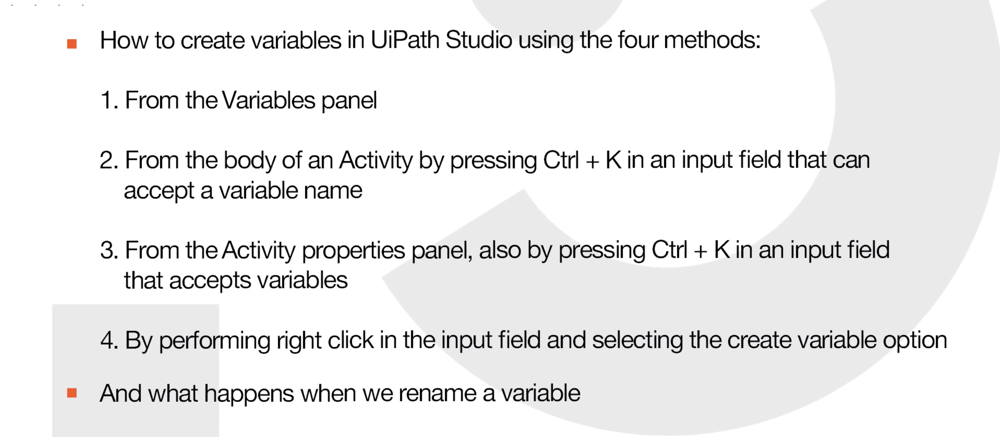 How to create variables in UiPath Studio using the four methods:
1. From the Variables panel
2. From the body of an Activity by pressing Ctrl + K in an input field that can
accept a variable name
3. From the Activity properties panel, also by pressing Ctrl + K in an input field
that accepts variables
4. By performing right click in the input field and selecting the create variable option
And what happens when we rename a variable